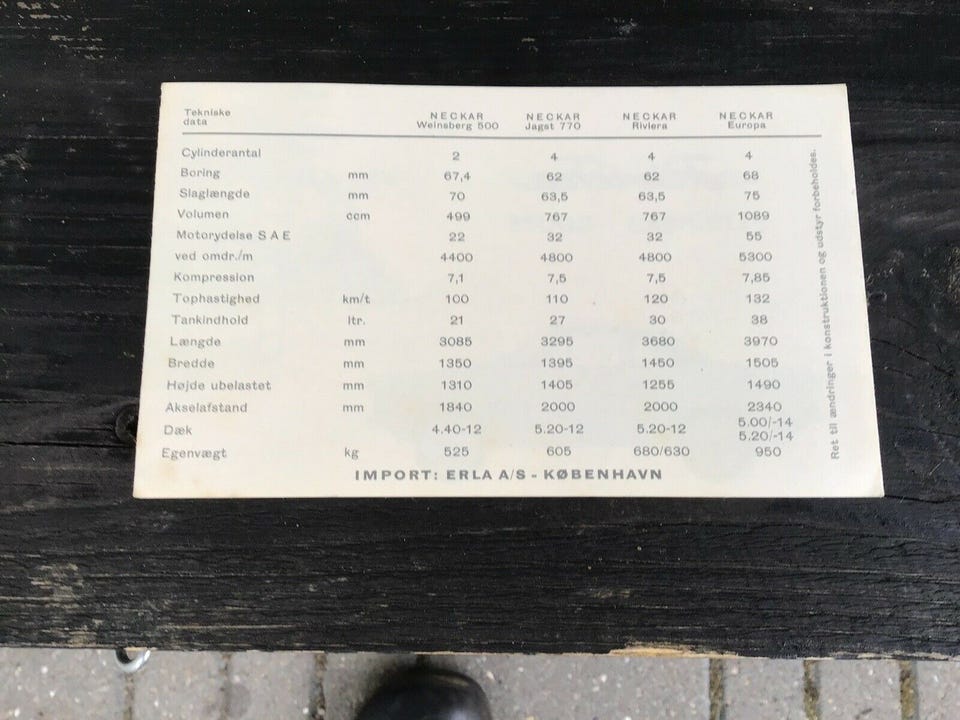 Tekniske data NECKAR Weinsberg 500 NECKAR Jagst 770 NECKAR Riviera NECKAR Europa
Cylinderantal 2 4 4 4
Boring mm 67,4 62 62 68
Slaglængde mm 70 63,5 63,5 75
Volumen ccm 499 767 767 1089
Motorydelse SAE 22 32 32 55
ved omdr./m 4400 4800 4800 5300
Kompression 7,1 7,5 7,5 7,85
Tophastighed km/t 100 110 120 132
Tankindhold ltr. 21 27 30 38
Længde mm 3085 3295 3680 3970
Bredde mm 1350 1395 1450 1505
Højde ubelastet mm 1310 1405 1255 1490
Akselafstand mm 1840 2000 2000 2340
Dæk 4.40-12 5.20-12 5.20-12 5.00/-14 5.20/-14
Egenvægt kg 525 605 680/630 950
IMPORT: ERLA A/S - KØBENHAVN
Ret til ændringer i konstruktionen og udstyr forbeholdes.